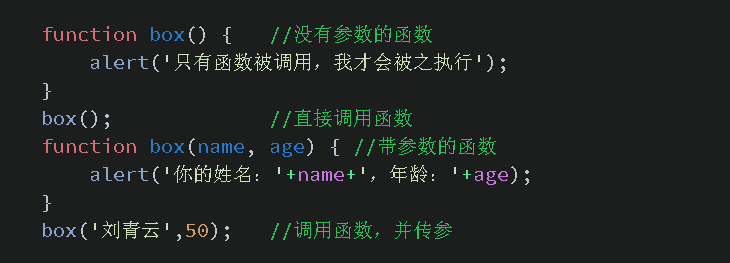 function box() {   //没有参数的函数
    alert('只有函数被调用，我才会被之执行');
}
box();             //直接调用函数
function box(name, age) { //带参数的函数
    alert('你的姓名：'+name+'，年龄：'+age);
}
box('刘青云',50);   //调用函数，并传参